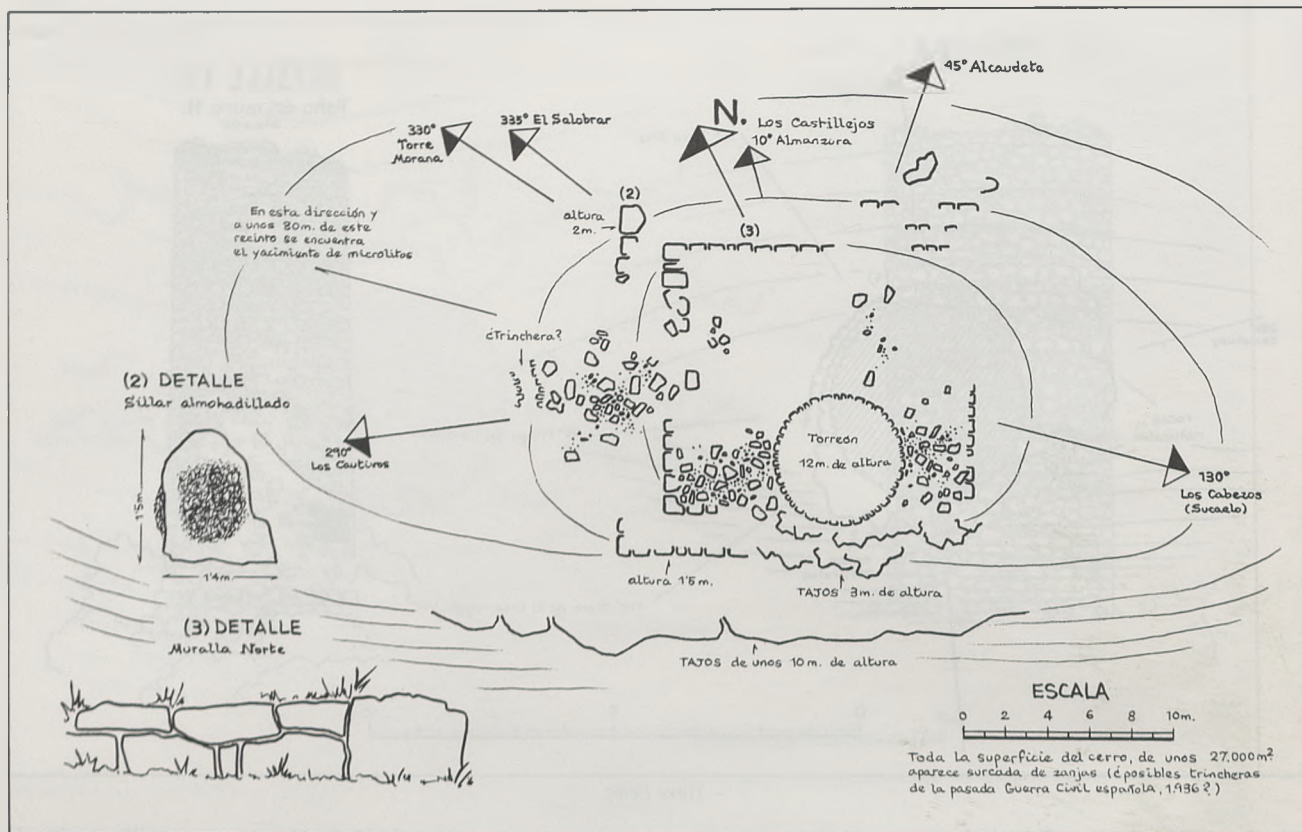 45° Alcaudete
N.
Los Castillejos
10° Almanzora
335° El Salobrar
330°
Torre
Morana
(2)
altura
2m.
(3)
En esta dirección y
a unos 80m. de este
recinto se encuentra
el yacimiento de microlitos
¿Trinchera?
(2) DETALLE
Sillar almohadillado
1'5m.
1'4m
290°
Los Cautivos
Torreón
12m. de altura
130°
Los Cabezos
(Sucaelo)
altura 1'5m.
TAJOS 3m. de altura
TAJOS de unos 10m. de altura
(3) DETALLE
Muralla Norte
ESCALA
0 2 4 6 8 10m.
Toda la superficie del cerro, de unos 27.000m².
aparece surcada de zanjas (¿posibles trincheras
de la pasada Guerra Civil española, 1.936?)